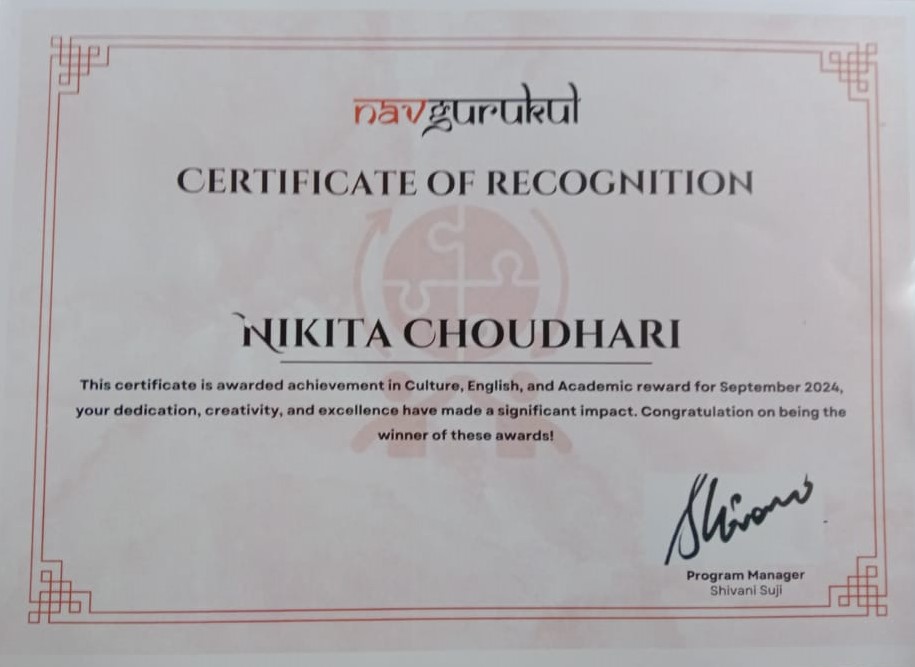 navgurukul
CERTIFICATE OF RECOGNITION
NIKITA CHOUDHARI
This certificate is awarded achievement in Culture, English, and Academic reward for September 2024,
your dedication, creativity, and excellence have made a significant impact. Congratulation on being the
winner of these awards!
Shivani
Program Manager
Shivani Suji